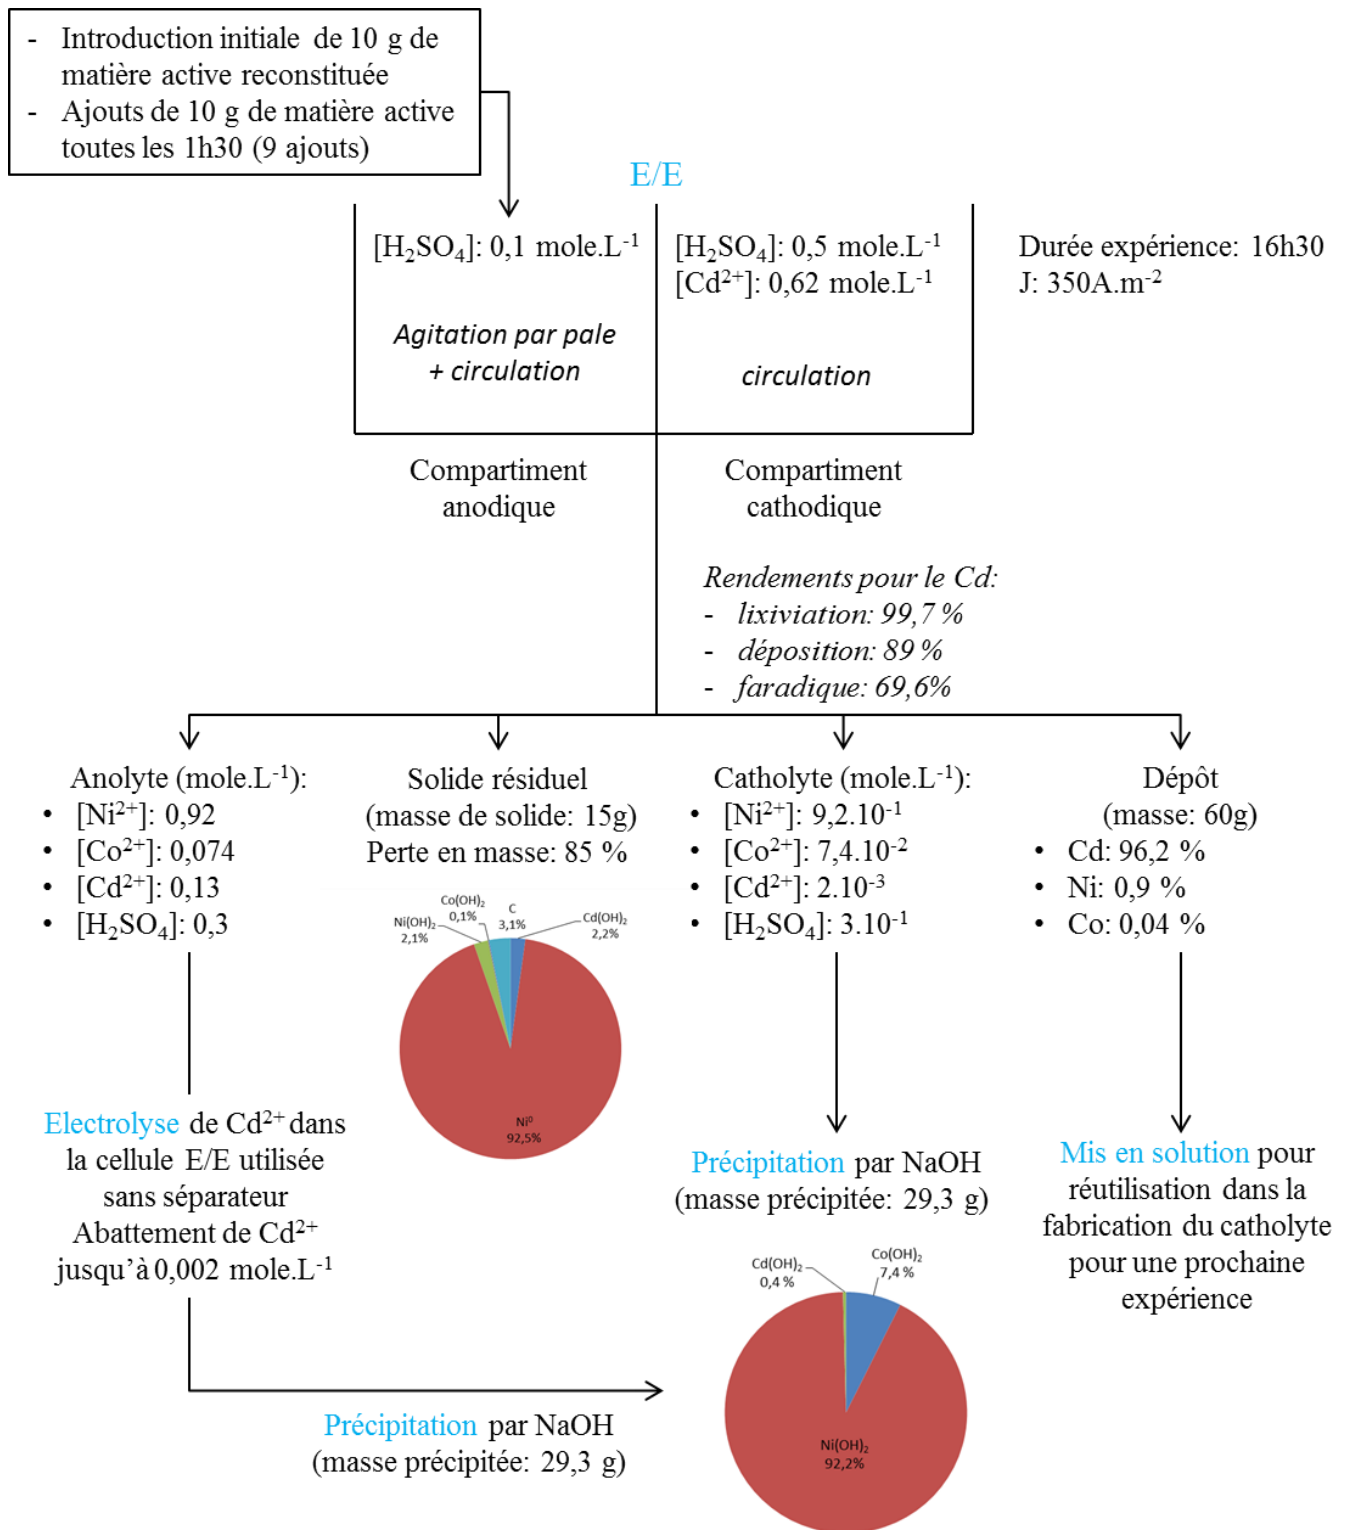 - Introduction initiale de 10 g de
matière active reconstituée
- Ajouts de 10 g de matière active
toutes les 1h30 (9 ajouts)
E/E
[H₂SO₄]: 0,1 mole.L⁻¹
Agitation par pale
+ circulation
[H₂SO₄]: 0,5 mole.L⁻¹
[Cd²⁺]: 0,62 mole.L⁻¹
circulation
Durée expérience: 16h30
J: 350A.m⁻²
Compartiment
anodique
Compartiment
cathodique
Rendements pour le Cd:
- lixiviation: 99,7 %
- déposition: 89 %
- faradique: 69,6%
Anolyte (mole.L⁻¹):
• [Ni²⁺]: 0,92
• [Co²⁺]: 0,074
• [Cd²⁺]: 0,13
• [H₂SO₄]: 0,3
Solide résiduel
(masse de solide: 15g)
Perte en masse: 85 %
Catholyte (mole.L⁻¹):
• [Ni²⁺]: 9,2.10⁻¹
• [Co²⁺]: 7,4.10⁻²
• [Cd²⁺]: 2.10⁻³
• [H₂SO₄]: 3.10⁻¹
Dépôt
(masse: 60g)
• Cd: 96,2 %
• Ni: 0,9 %
• Co: 0,04 %
Ni(OH)₂
2,1%
Co(OH)₂
0,1%
C
3,1%
Cd(OH)₂
2,2%
Ni⁰
92,5%
Electrolyse de Cd²⁺ dans
la cellule E/E utilisée
sans séparateur
Abattement de Cd²⁺
jusqu’à 0,002 mole.L⁻¹
Précipitation par NaOH
(masse précipitée: 29,3 g)
Mis en solution pour
réutilisation dans la
fabrication du catholyte
pour une prochaine
expérience
Cd(OH)₂
0,4 %
Co(OH)₂
7,4 %
Ni(OH)₂
92,2%
Précipitation par NaOH
(masse précipitée: 29,3 g)